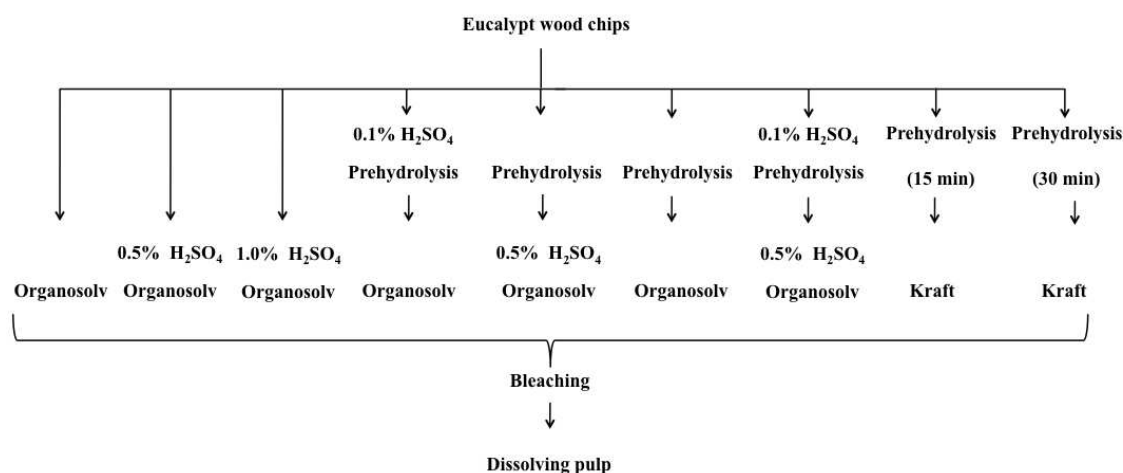 Eucalypt wood chips
0.1% H₂SO₄ 0.1% H₂SO₄ Prehydrolysis Prehydrolysis
Prehydrolysis Prehydrolysis Prehydrolysis Prehydrolysis (15 min) (30 min)
0.5% H₂SO₄ 1.0% H₂SO₄ 0.5% H₂SO₄ 0.5% H₂SO₄
Organosolv Organosolv Organosolv Organosolv Organosolv Organosolv Organosolv Kraft Kraft
Bleaching
Dissolving pulp